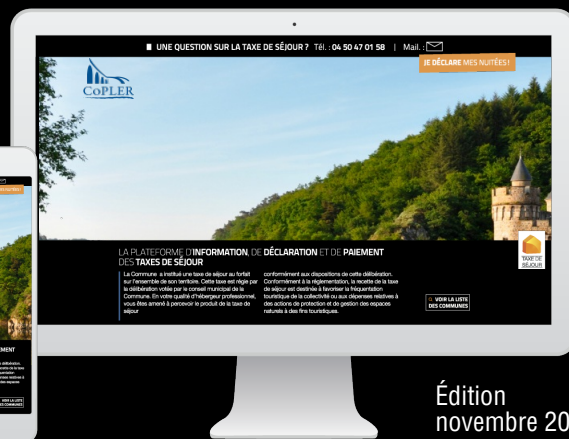 UNE QUESTION SUR LA TAXE DE SÉJOUR ? Tél. : 04 50 47 01 58 | Mail. :
JE DÉCLARE MES NUITÉES !
CoPLER
LA PLATEFORME D'INFORMATION, DE DÉCLARATION ET DE PAIEMENT
DES TAXES DE SÉJOUR
La Commune a institué une taxe de séjour au forfait
sur l'ensemble de son territoire. Cette taxe est régie par
la délibération votée par le conseil municipal de la
Commune. En votre qualité d'hébergeur professionnel,
vous êtes amené à percevoir le produit de la taxe de
séjour
conformément aux dispositions de cette délibération.
Conformément à la réglementation, la recette de la taxe
de séjour est destinée à favoriser la fréquentation
touristique de la collectivité ou aux dépenses relatives à
des actions de protection et de gestion des espaces
naturels à des fins touristiques.
TAXE DE
SÉJOUR
VOIR LA LISTE
DES COMMUNES
VOIR LA LISTE
DES COMMUNES
Édition
novembre 20